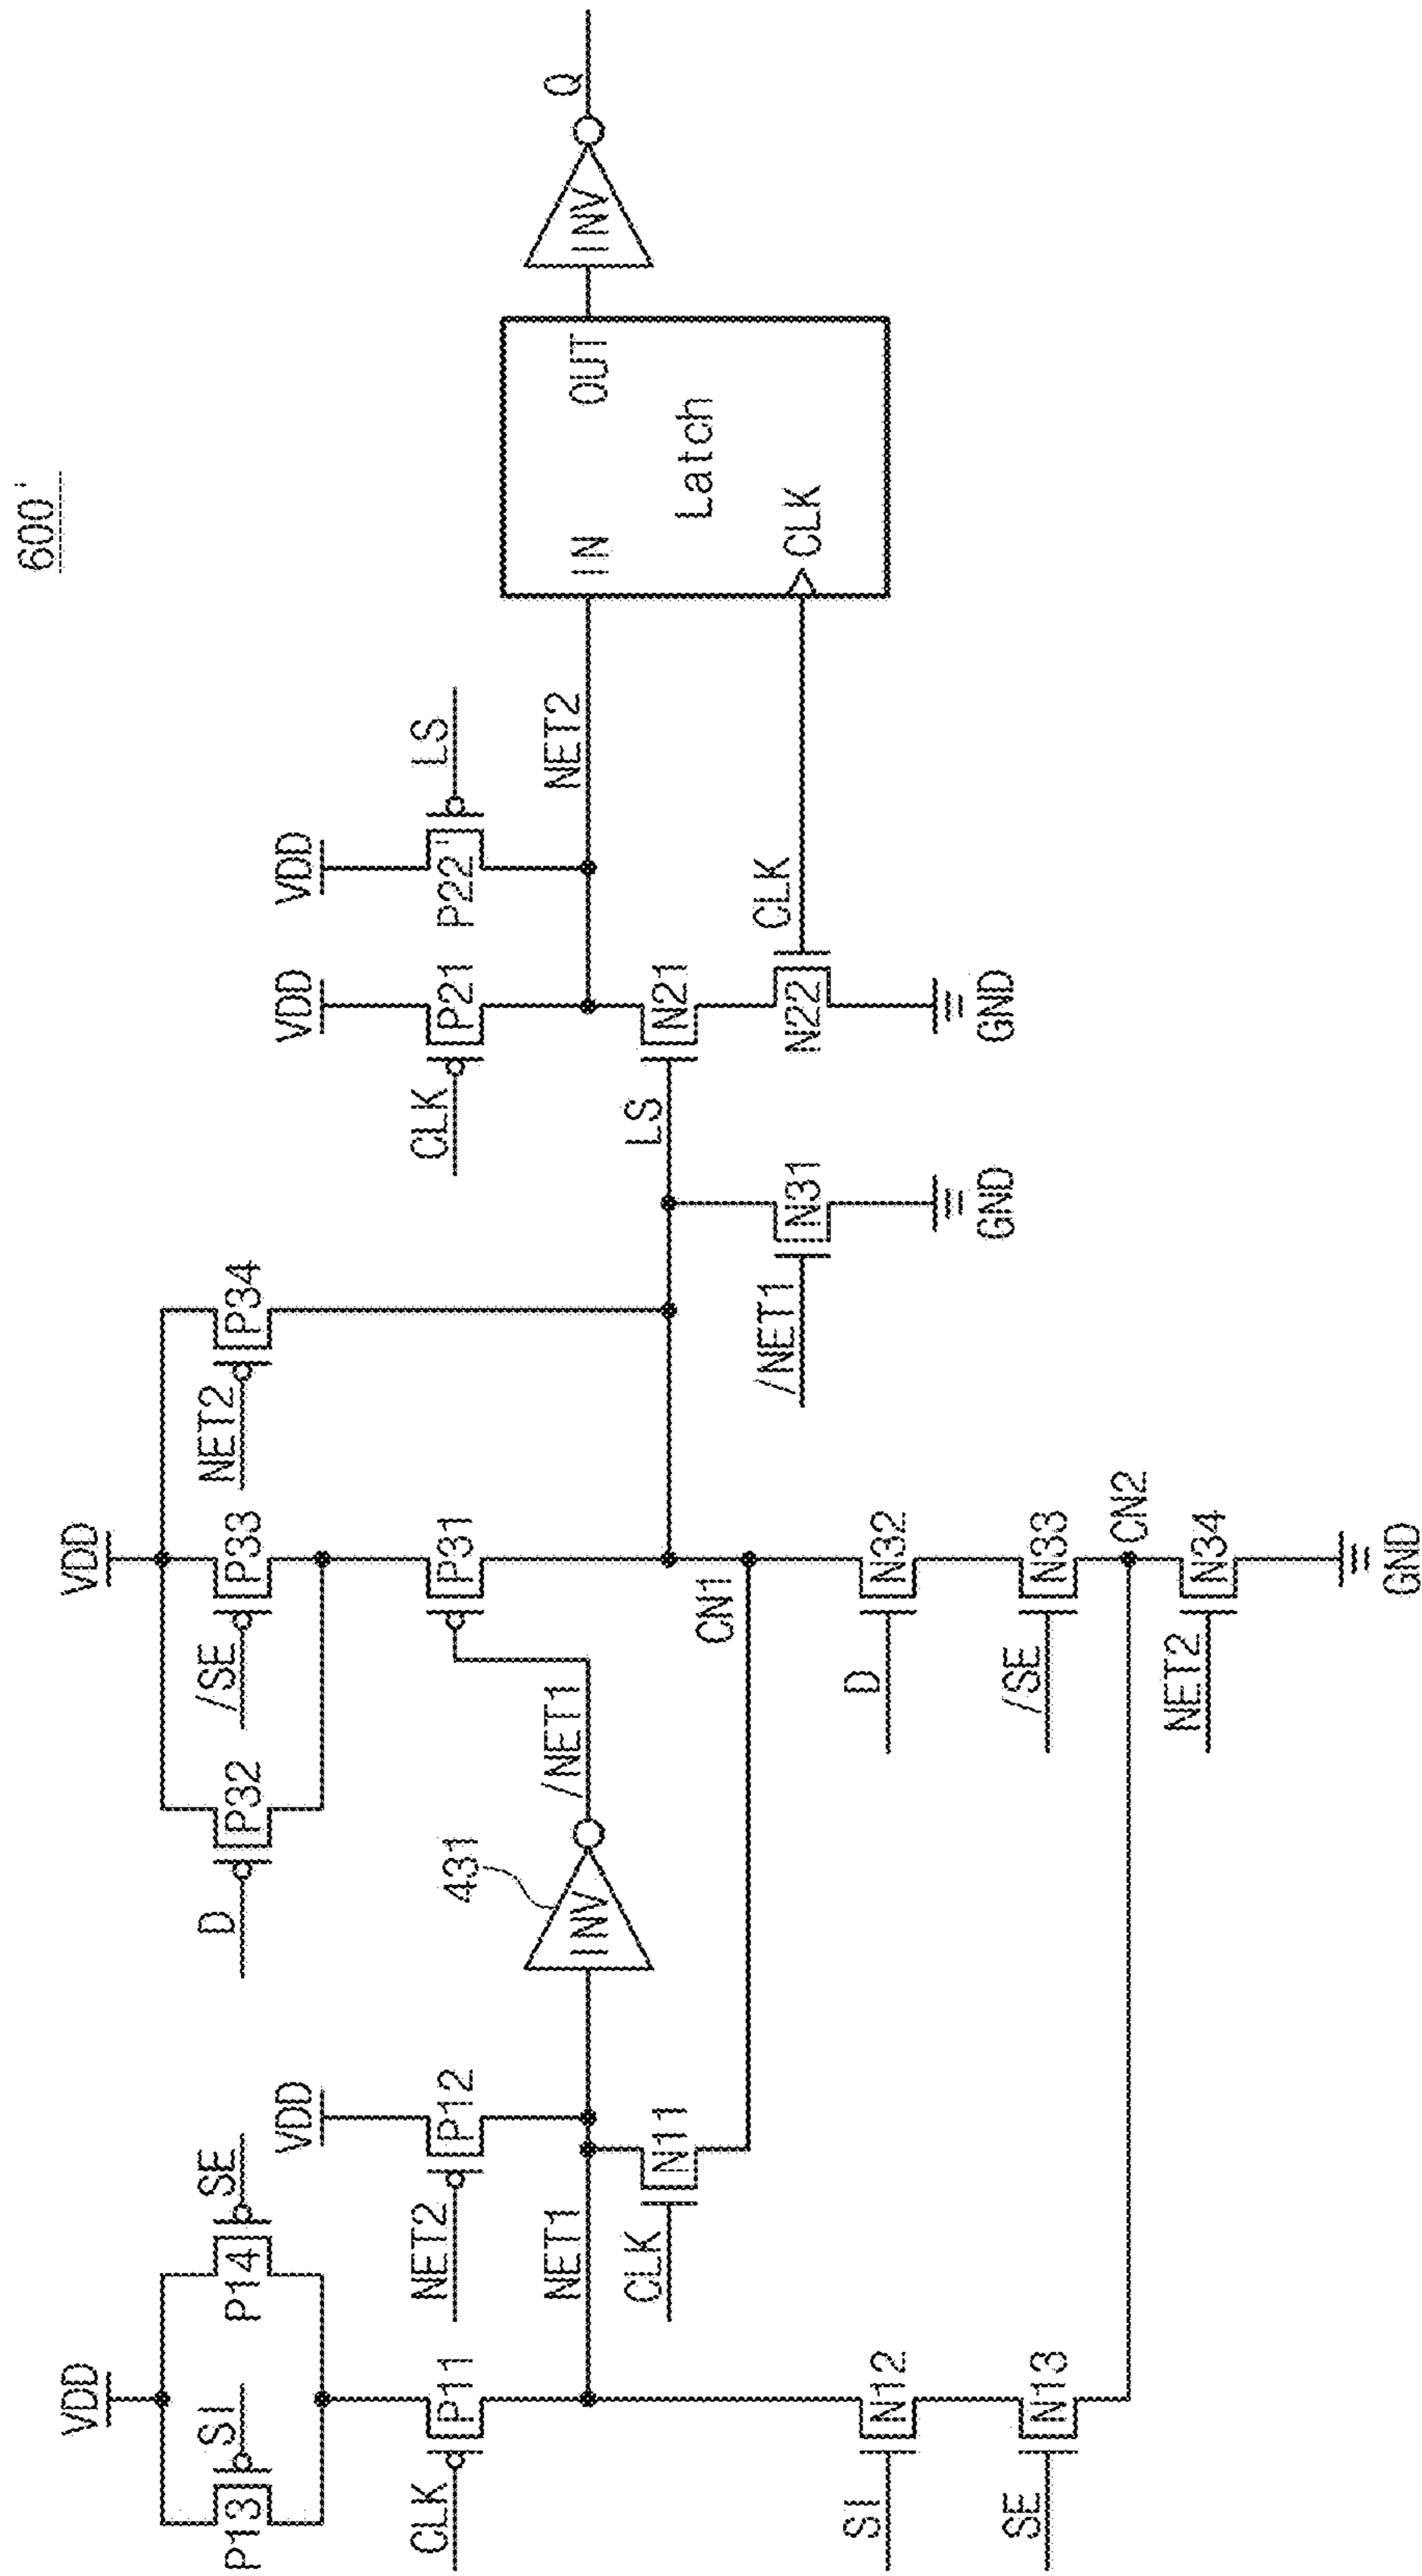 600'
VDD
VDD
D
/SE
NET2
P32
P33
P34
SI
SE
P13
P14
VDD
VDD
VDD
CLK
NET2
CLK
LS
P11
P12
P31
P21
P22'
431
NET1
INV
/NET1
NET2
IN
OUT
INV
Q
CLK
N11
LS
N21
Latch
CN1
SI
N12
D
N32
/NET1
N31
CLK
N22
CLK
SE
N13
/SE
N33
GND
GND
CN2
NET2
N34
GND